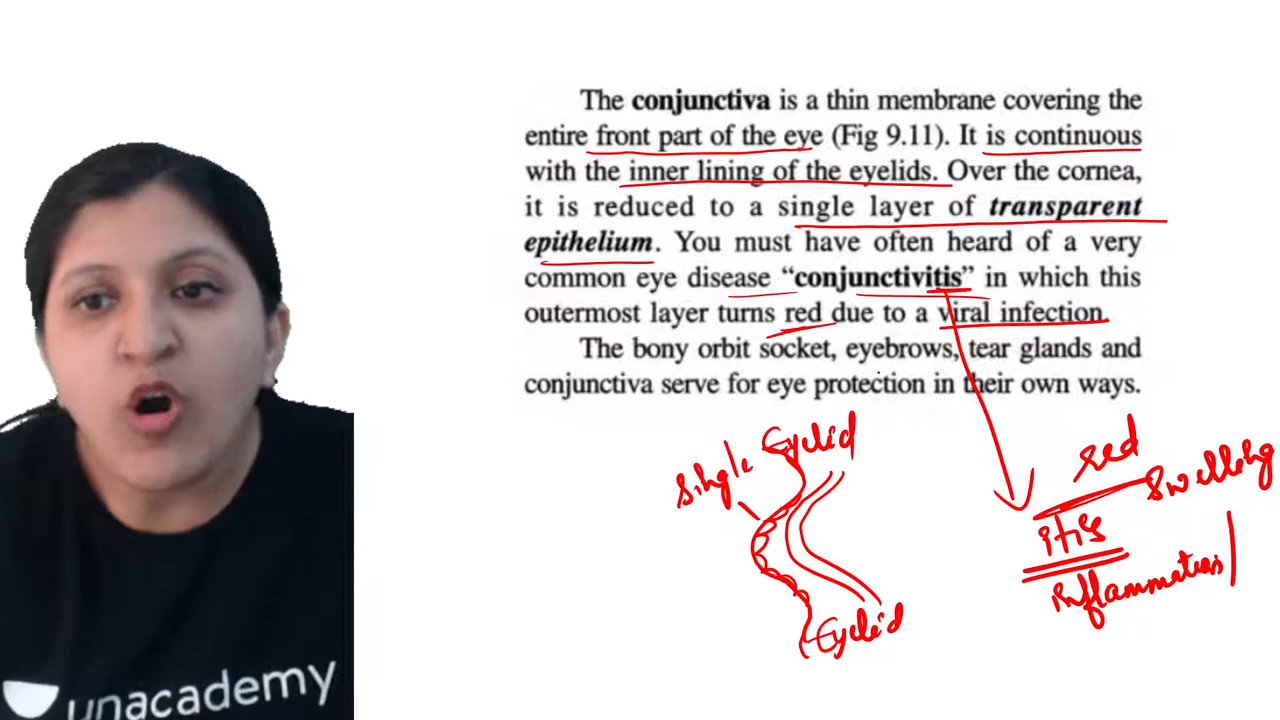 The conjunctiva is a thin membrane covering the
entire front part of the eye (Fig 9.11). It is continuous
with the inner lining of the eyelids. Over the cornea,
it is reduced to a single layer of transparent
epithelium. You must have often heard of a very
common eye disease “conjunctivitis” in which this
outermost layer turns red due to a viral infection.
The bony orbit socket, eyebrows, tear glands and
conjunctiva serve for eye protection in their own ways.
Single
Eyelid
Eyelid
red
Swelling
itis
inflammation
unacademy